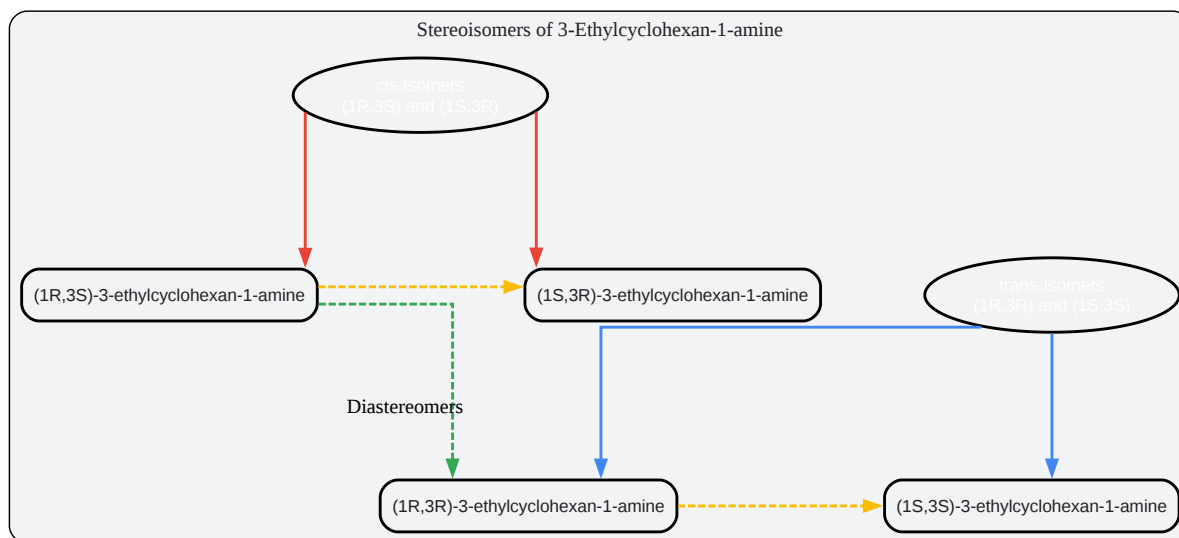 Stereoisomers of 3-Ethylcyclohexan-1-amine
cis-Isomers
(1R,3S) and (1S,3R)
(1R,3S)-3-ethylcyclohexan-1-amine
(1S,3R)-3-ethylcyclohexan-1-amine
trans-Isomers
(1R,3R) and (1S,3S)
Diastereomers
(1R,3R)-3-ethylcyclohexan-1-amine
(1S,3S)-3-ethylcyclohexan-1-amine